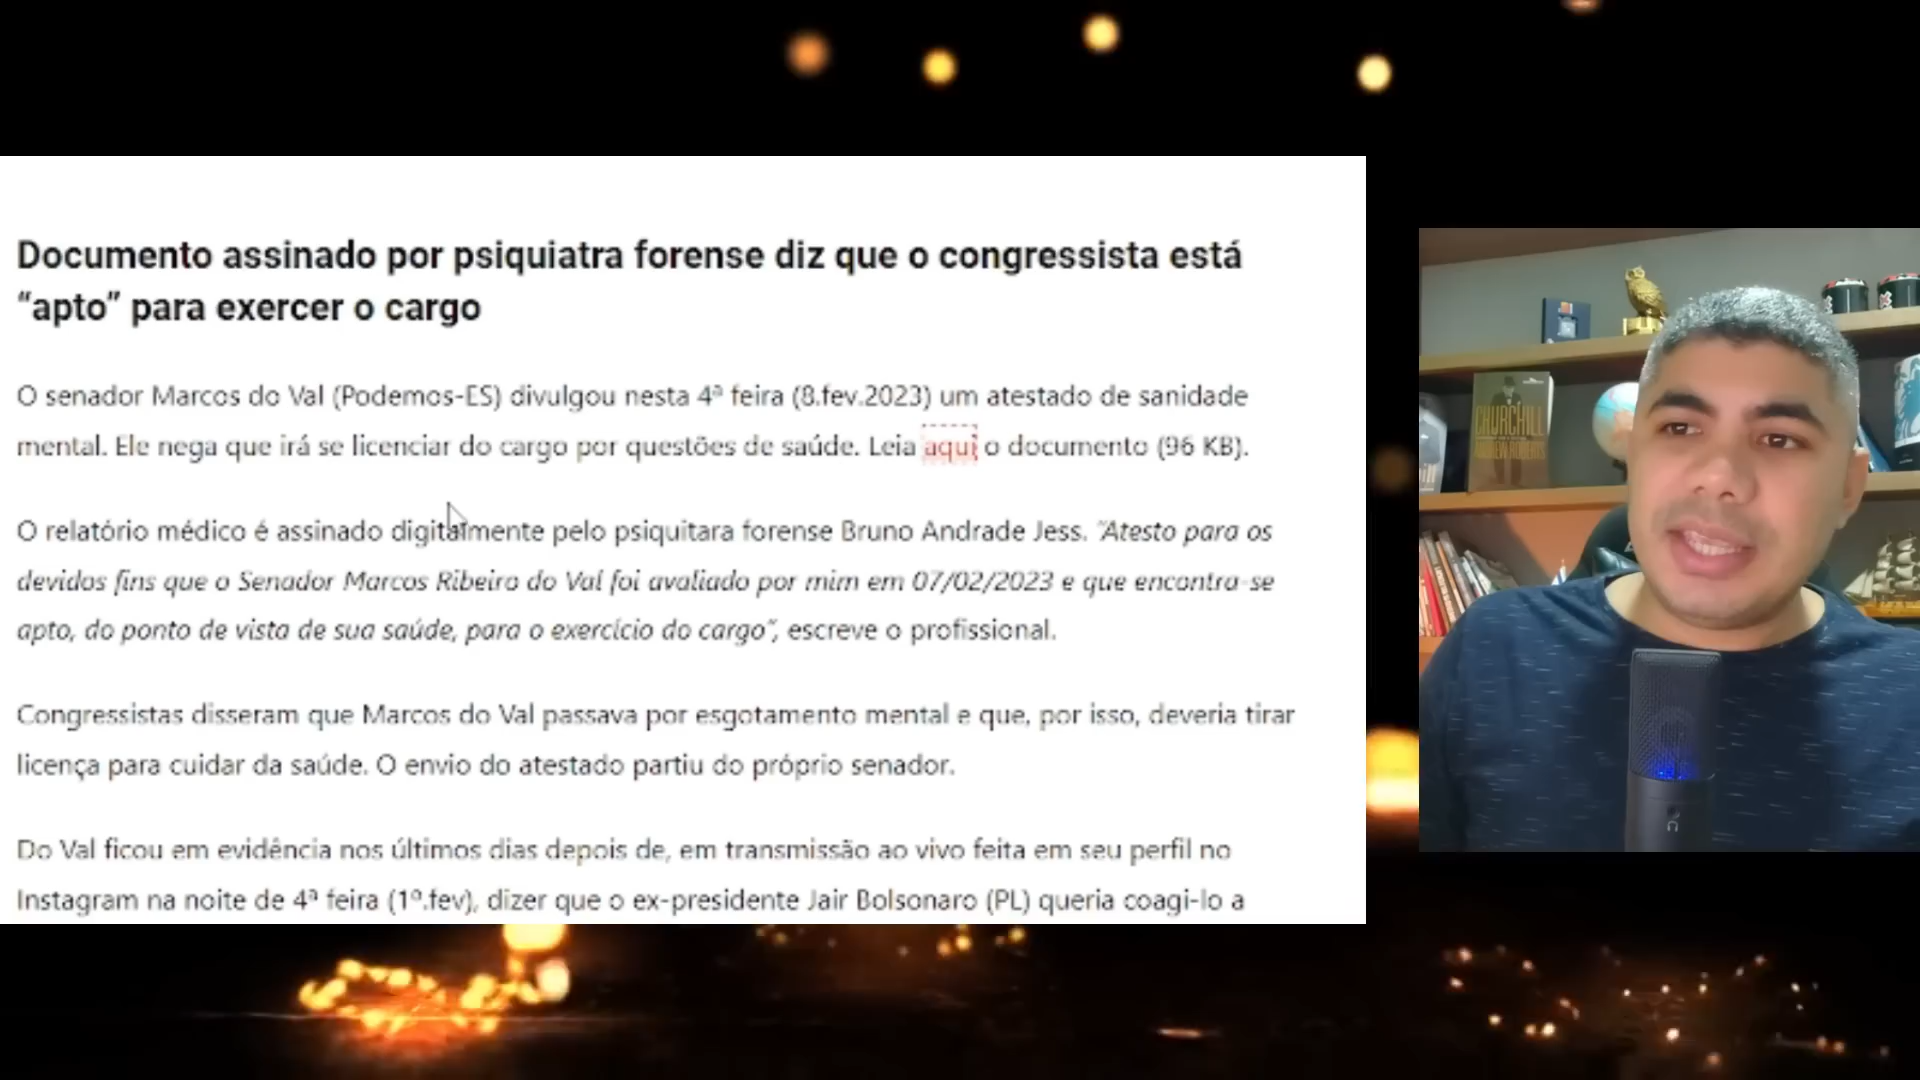 Documento assinado por psiquiatra forense diz que o congressista está
“apto” para exercer o cargo
O senador Marcos do Val (Podemos-ES) divulgou nesta 4ª feira (8.fev.2023) um atestado de sanidade
mental. Ele nega que irá se licenciar do cargo por questões de saúde. Leia aqui o documento (96 KB).
O relatório médico é assinado digitalmente pelo psiquitara forense Bruno Andrade Jess. “Atesto para os
devidos fins que o Senador Marcos Ribeiro do Val foi avaliado por mim em 07/02/2023 e que encontra-se
apto, do ponto de vista de sua saúde, para o exercício do cargo”, escreve o profissional.
Congressistas disseram que Marcos do Val passava por esgotamento mental e que, por isso, deveria tirar
licença para cuidar da saúde. O envio do atestado partiu do próprio senador.
Do Val ficou em evidência nos últimos dias depois de, em transmissão ao vivo feita em seu perfil no
Instagram na noite de 4ª feira (1º.fev), dizer que o ex-presidente Jair Bolsonaro (PL) queria coagi-lo a
CHURCHILL
ANDREW ROBERTS